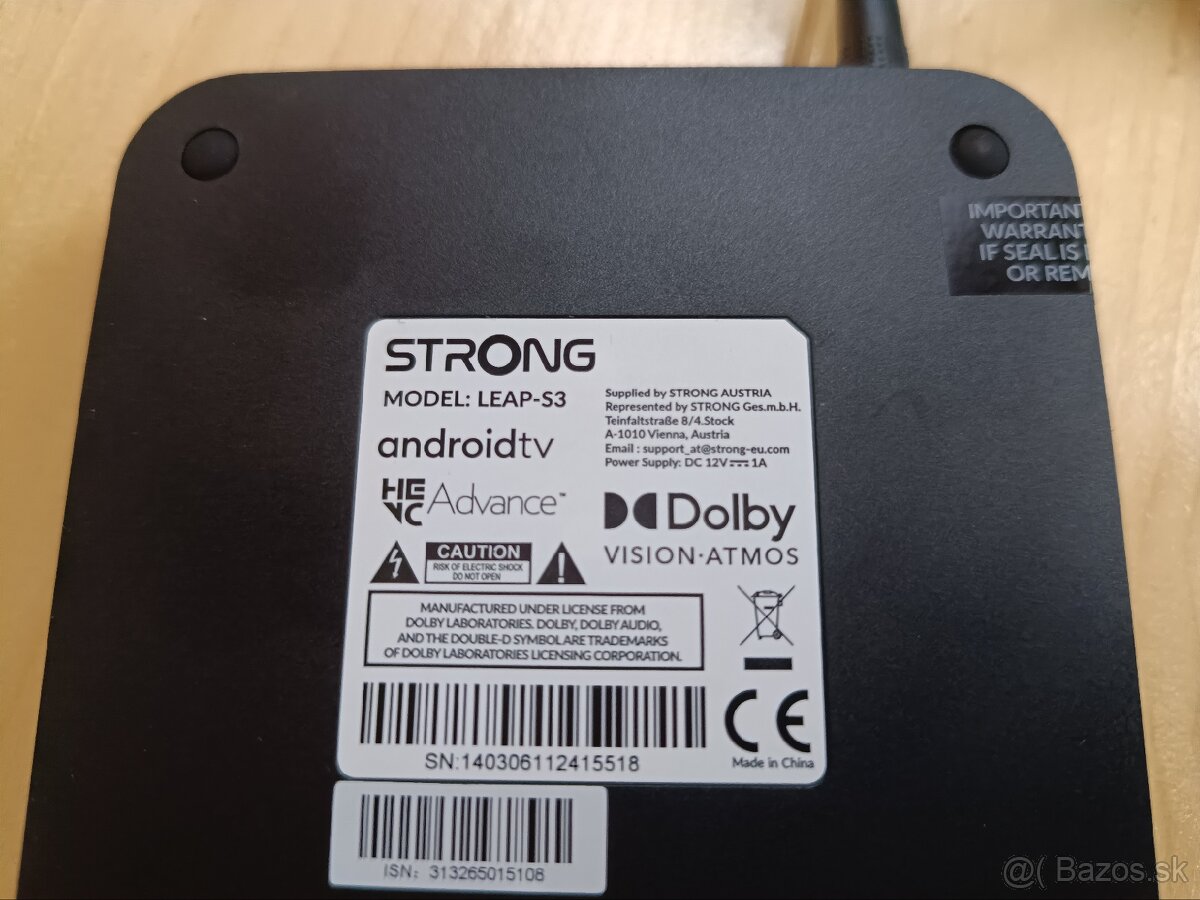 IMPORTANT
WARRANT
IF SEAL IS
OR REM
STRONG
MODEL: LEAP-S3
androidtv
HEVC Advance™
Supplied by STRONG AUSTRIA
Represented by STRONG Ges.m.b.H.
Teinfaltstraße 8/4.Stock
A-1010 Vienna, Austria
Email : support_at@strong-eu.com
Power Supply: DC 12V⎓ 1A
Dolby
VISION·ATMOS
CAUTION
RISK OF ELECTRIC SHOCK
DO NOT OPEN
MANUFACTURED UNDER LICENSE FROM
DOLBY LABORATORIES. DOLBY, DOLBY AUDIO,
AND THE DOUBLE-D SYMBOLARE TRADEMARKS
OF DOLBY LABORATORIES LICENSING CORPORATION.
SN:140306112415518
CE
Made in China
ISN: 313265015108
@( Bazos.sk